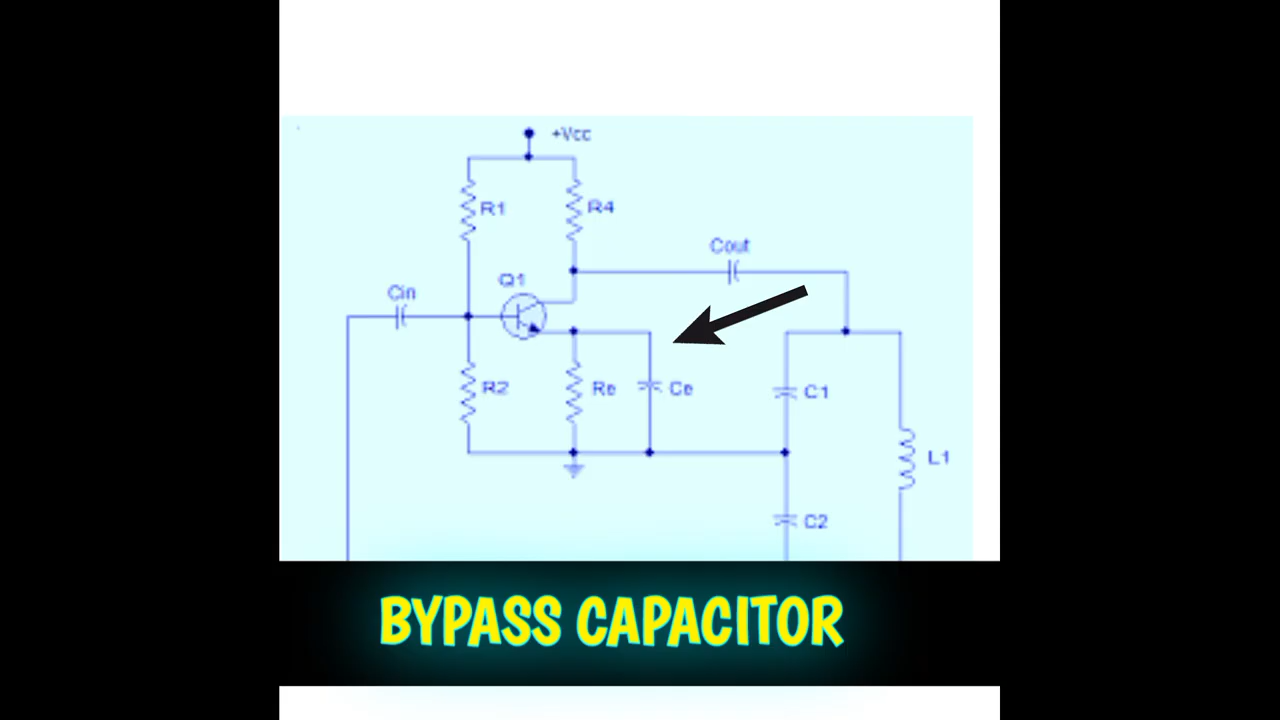 +Vcc
R1
R4
Cout
Q1
Cin
R2
Re
Ce
C1
L1
C2
BYPASS CAPACITOR